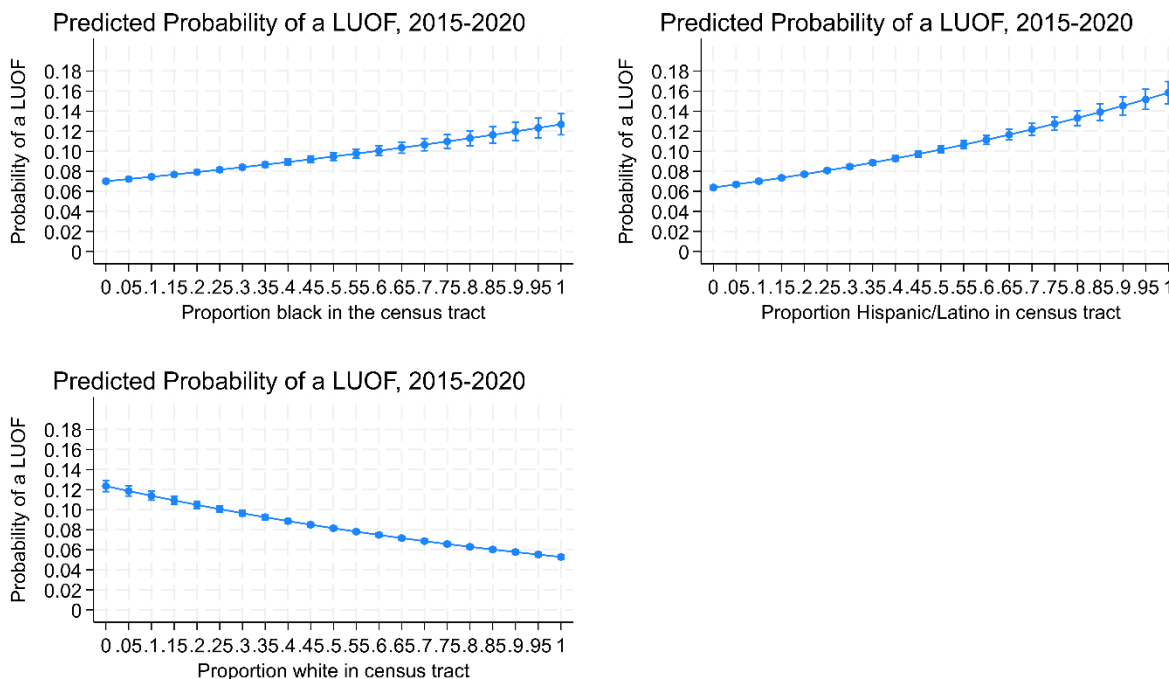 Predicted Probability of a LUOF, 2015-2020
Probability of a LUOF
0.18
0.16
0.14
0.12
0.10
0.08
0.06
0.04
0.02
0
0 .05 .1 .15 .2 .25 .3 .35 .4 .45 .5 .55 .6 .65 .7 .75 .8 .85 .9 .95 1
Proportion black in the census tract
Predicted Probability of a LUOF, 2015-2020
Probability of a LUOF
0.18
0.16
0.14
0.12
0.10
0.08
0.06
0.04
0.02
0
0 .05 .1 .15 .2 .25 .3 .35 .4 .45 .5 .55 .6 .65 .7 .75 .8 .85 .9 .95 1
Proportion Hispanic/Latino in census tract
Predicted Probability of a LUOF, 2015-2020
Probability of a LUOF
0.18
0.16
0.14
0.12
0.10
0.08
0.06
0.04
0.02
0
0 .05 .1 .15 .2 .25 .3 .35 .4 .45 .5 .55 .6 .65 .7 .75 .8 .85 .9 .95 1
Proportion white in census tract